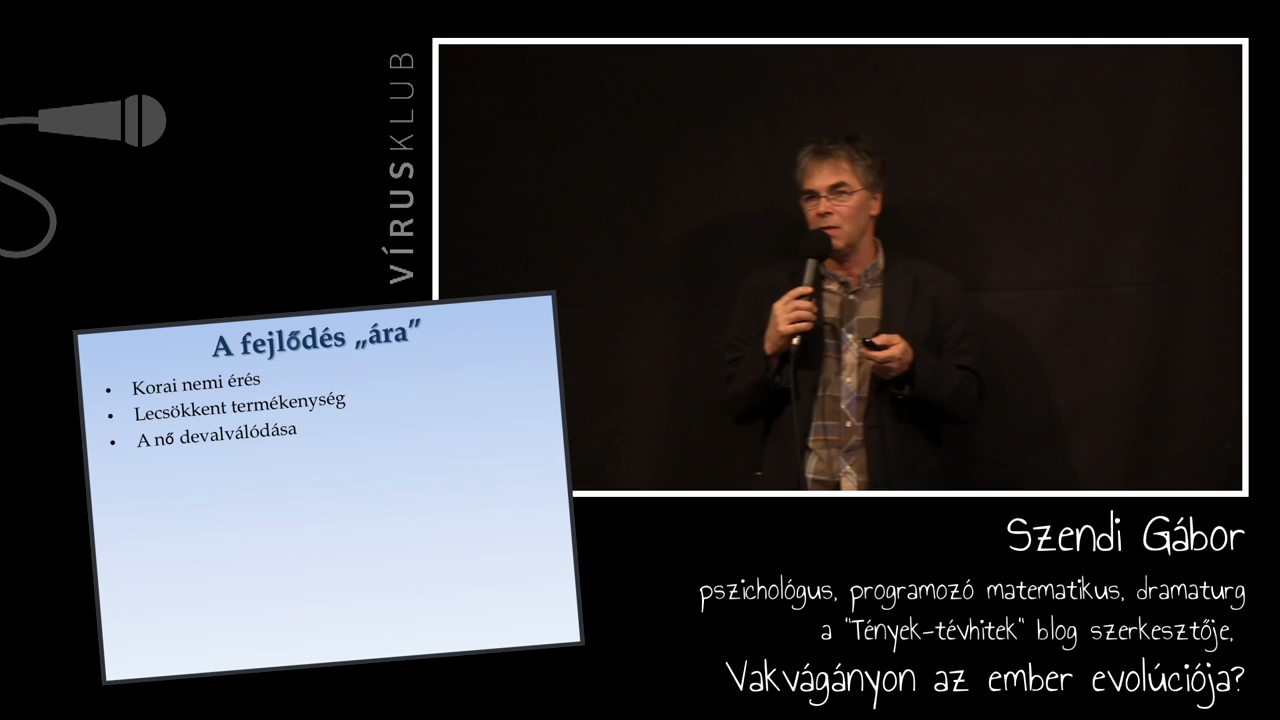 VÍRUSKLUB
A fejlődés „ára”
• Korai nemi érés
• Lecsökkent termékenység
• A nő devalválódása
Szendi Gábor
pszichológus, programozó matematikus, dramaturg
a "Tények-tévhitek" blog szerkesztője,
Vakvágányon az ember evolúciója?